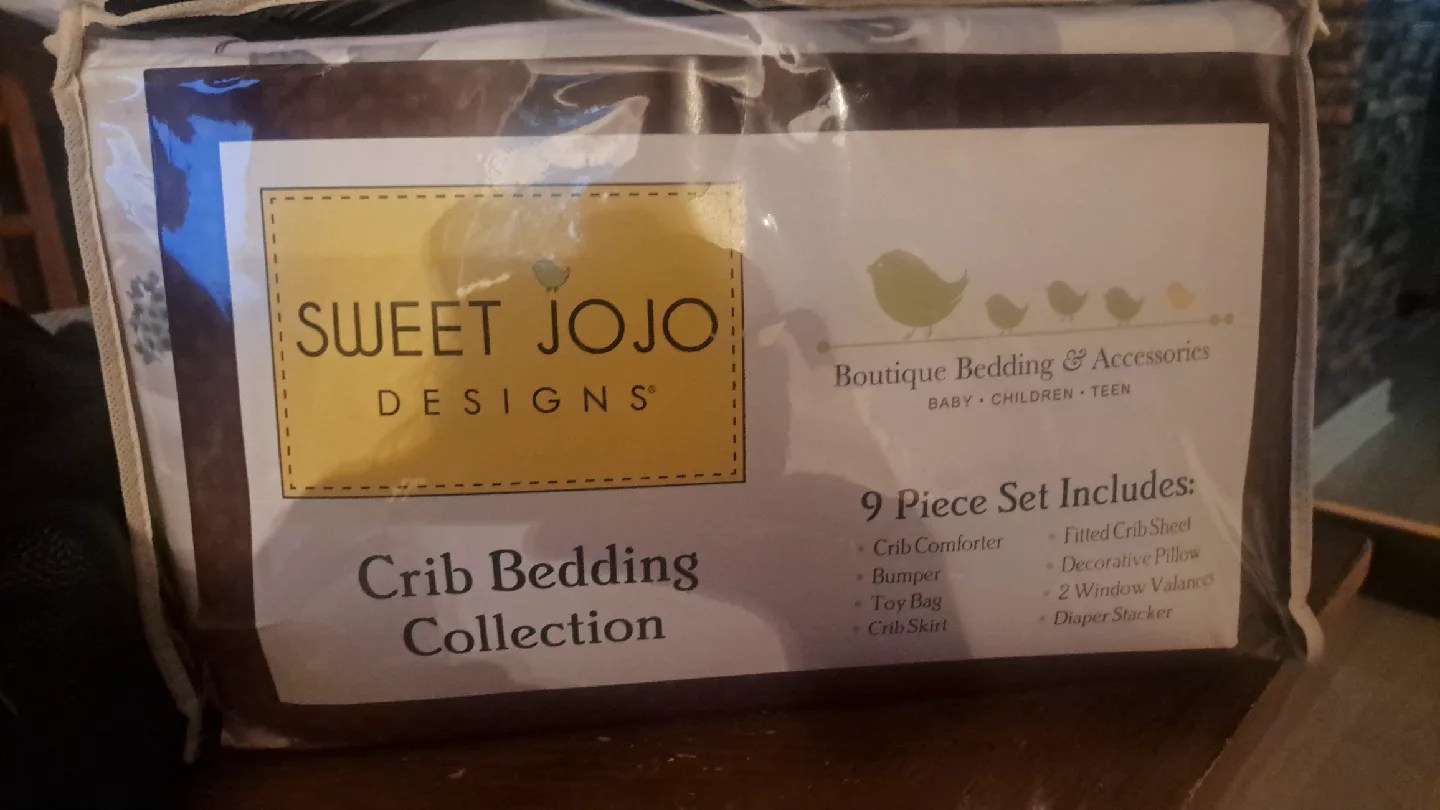 SWEET JOJO
DESIGNS®
Crib Bedding
Collection
Boutique Bedding & Accessories
BABY • CHILDREN • TEEN
9 Piece Set Includes:
• Crib Comforter
• Bumper
• Toy Bag
• Crib Skirt
• Fitted Crib Sheet
• Decorative Pillow
• 2 Window Valances
• Diaper Stacker